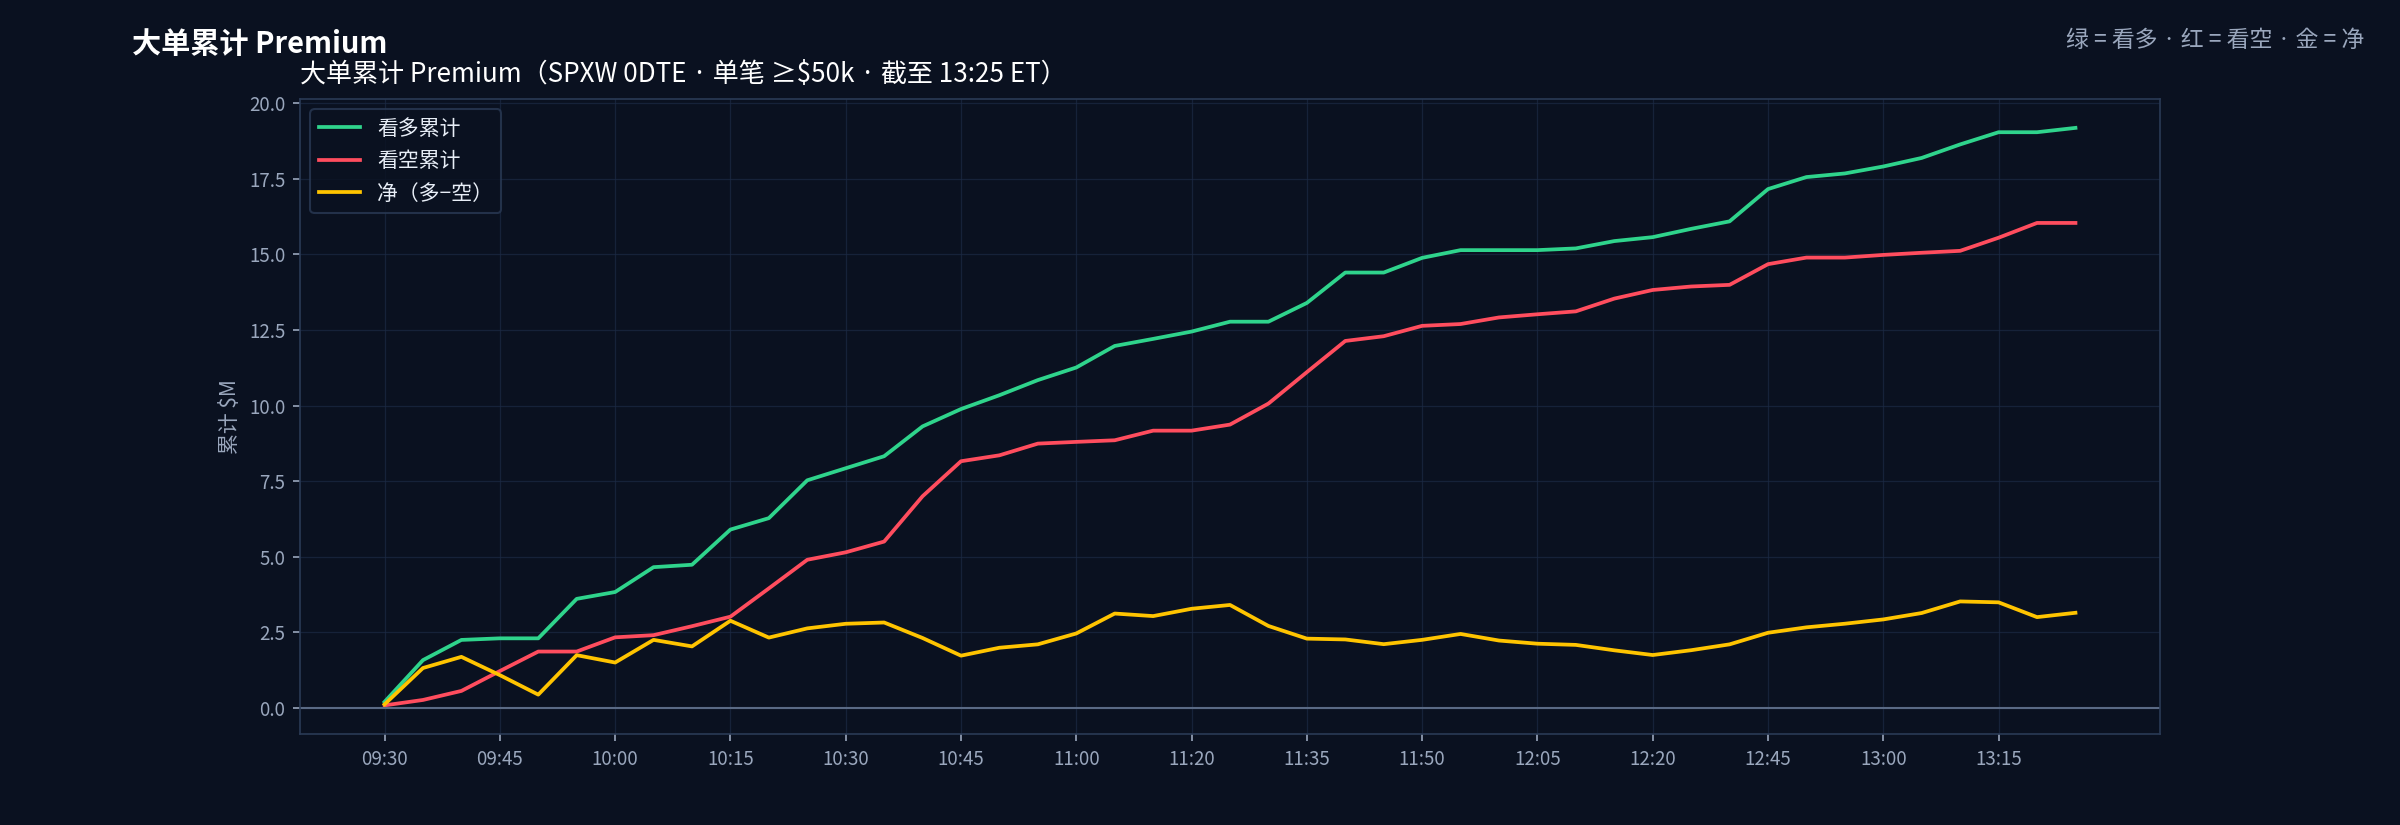 大单累计 Premium
绿 = 看多 · 红 = 看空 · 金 = 净
大单累计 Premium（SPXW 0DTE · 单笔 ≥$50k · 截至 13:25 ET）
看多累计
看空累计
净（多−空）
累计 $M
20.0
17.5
15.0
12.5
10.0
7.5
5.0
2.5
0.0
09:30 09:45 10:00 10:15 10:30 10:45 11:00 11:20 11:35 11:50 12:05 12:20 12:45 13:00 13:15